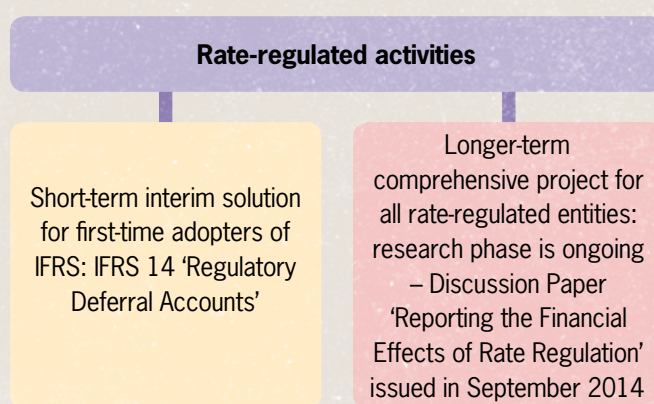 Rate-regulated activities
Short-term interim solution
for first-time adopters of
IFRS: IFRS 14 ‘Regulatory
Deferral Accounts’
Longer-term
comprehensive project for
all rate-regulated entities:
research phase is ongoing
– Discussion Paper
‘Reporting the Financial
Effects of Rate Regulation’
issued in September 2014